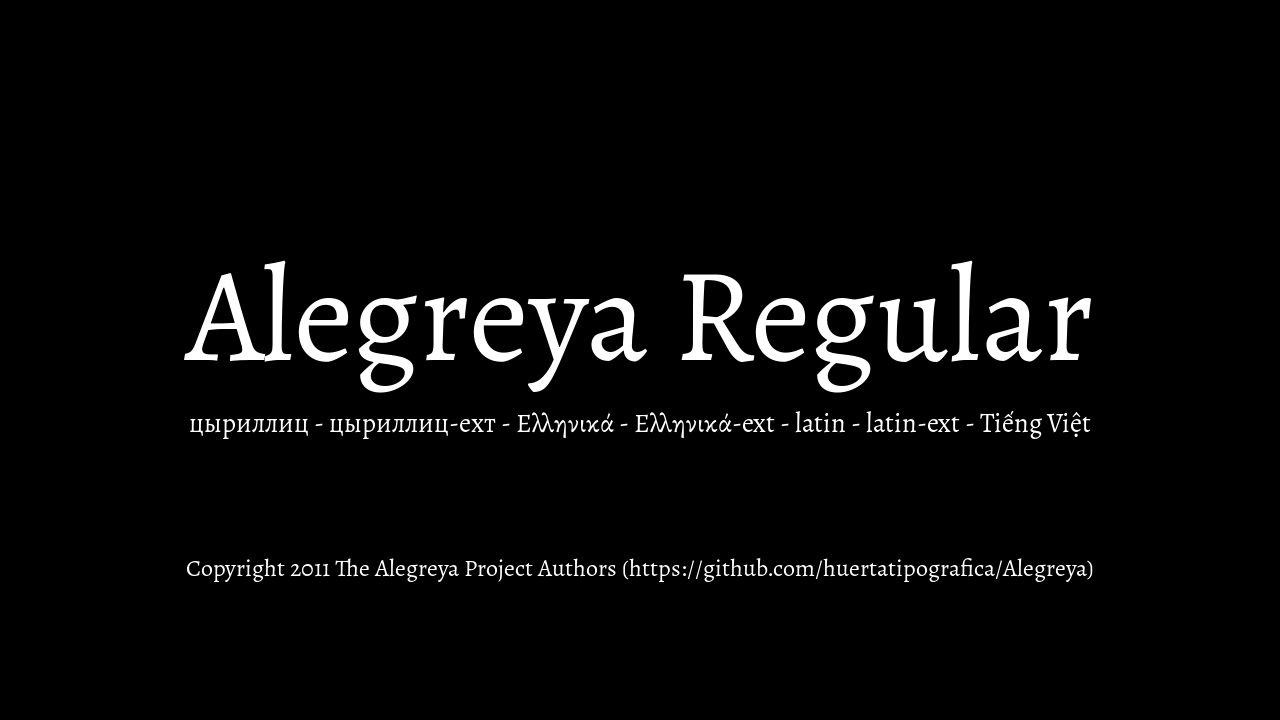 Alegreya Regular
цыриллиц - цыриллиц-ехт - Ελληνικά - Ελληνικά-ext - latin - latin-ext - Tiếng Việt
Copyright 2011 The Alegreya Project Authors (https://github.com/huertatipografica/Alegreya)